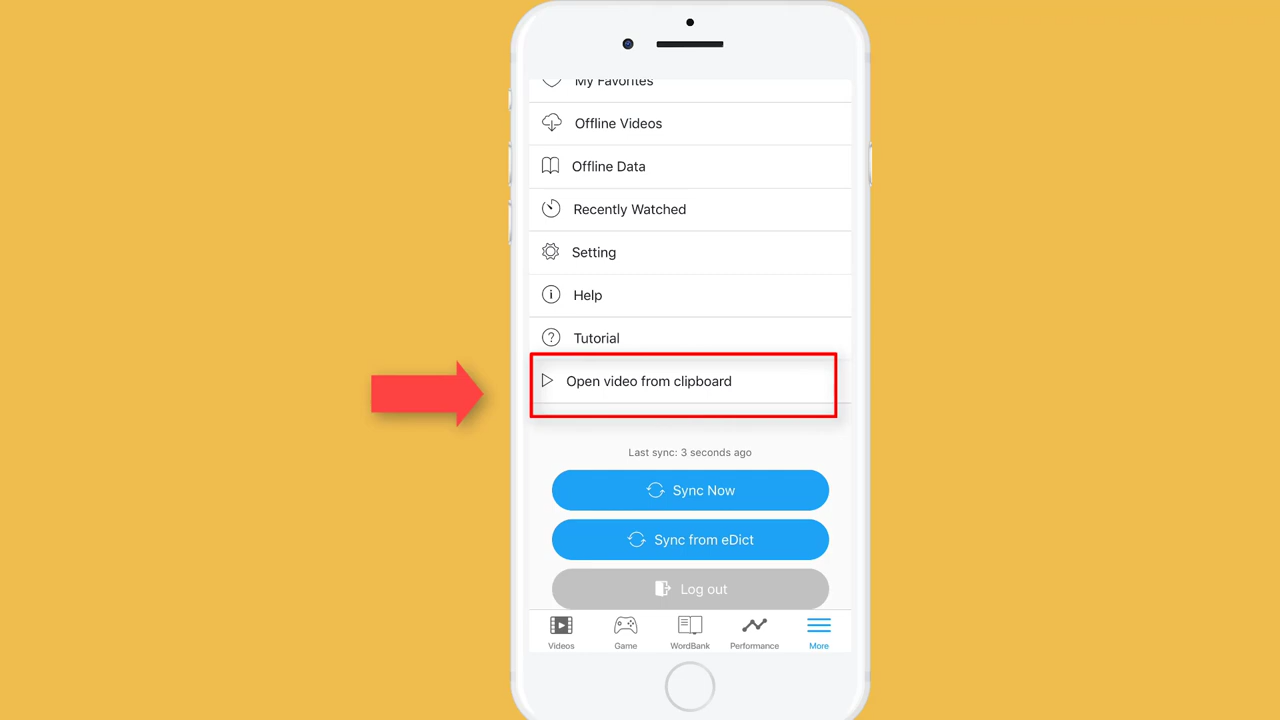 My Favorites
Offline Videos
Offline Data
Recently Watched
Setting
Help
Tutorial
Open video from clipboard
Last sync: 3 seconds ago
Sync Now
Sync from eDict
Log out
Videos
Game
WordBank
Performance
More